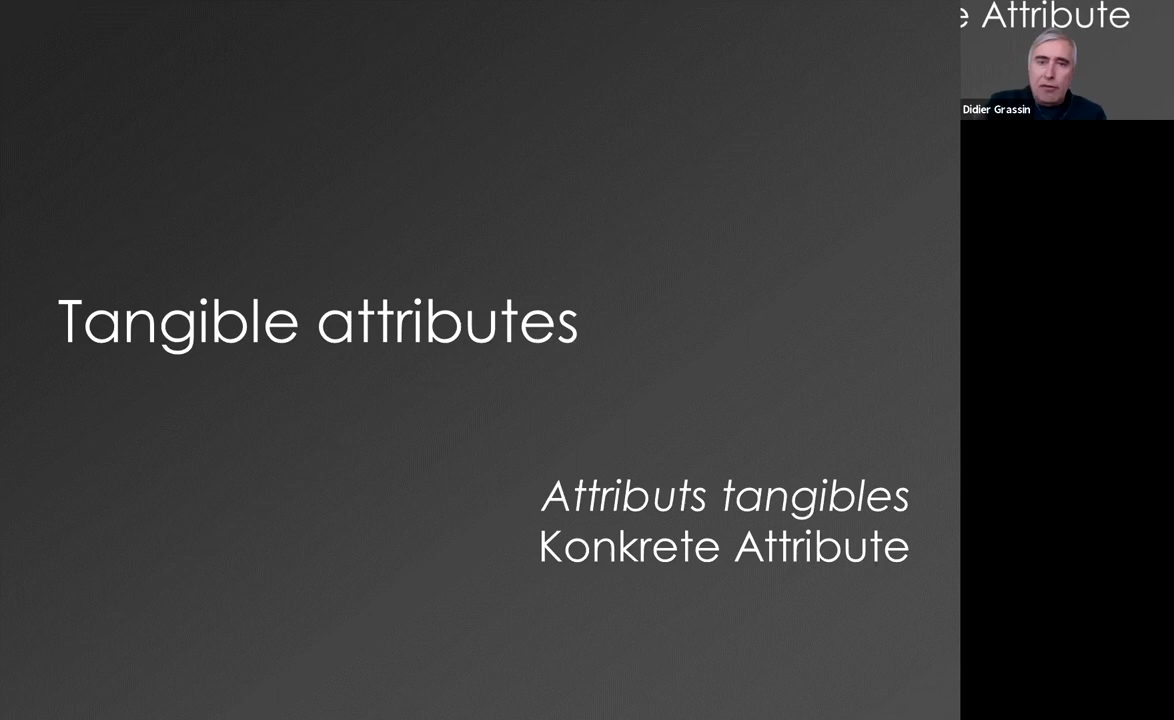 Tangible attributes
Attributs tangibles
Konkrete Attribute
e Attribute
Didier Grassin